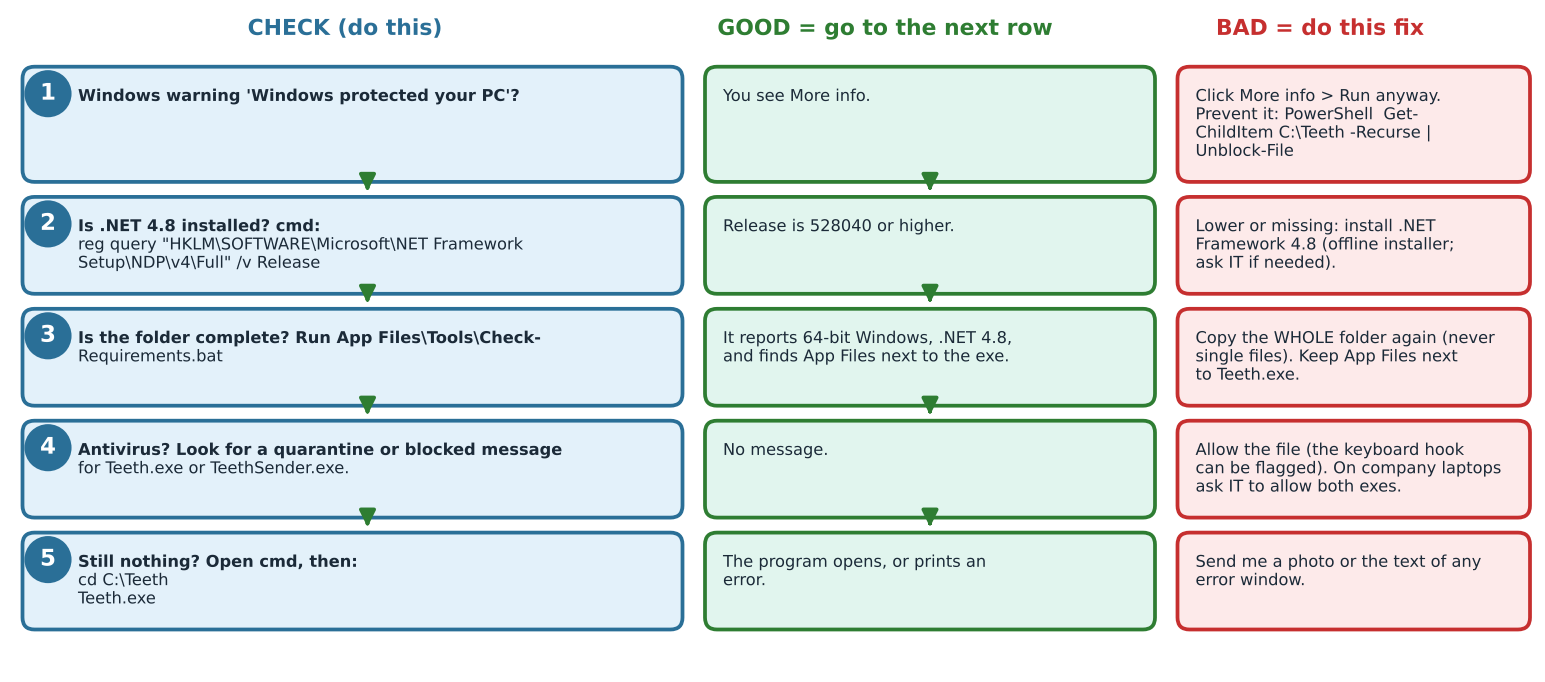 CHECK (do this)
GOOD = go to the next row
BAD = do this fix
1
Windows warning 'Windows protected your PC'?
You see More info.
Click More info > Run anyway.
Prevent it: PowerShell  Get-
ChildItem C:\Teeth -Recurse |
Unblock-File
2
Is .NET 4.8 installed? cmd:
reg query "HKLM\SOFTWARE\Microsoft\NET Framework
Setup\NDP\v4\Full" /v Release
Release is 528040 or higher.
Lower or missing: install .NET
Framework 4.8 (offline installer;
ask IT if needed).
3
Is the folder complete? Run App Files\Tools\Check-
Requirements.bat
It reports 64-bit Windows, .NET 4.8,
and finds App Files next to the exe.
Copy the WHOLE folder again (never
single files). Keep App Files next
to Teeth.exe.
4
Antivirus? Look for a quarantine or blocked message
for Teeth.exe or TeethSender.exe.
No message.
Allow the file (the keyboard hook
can be flagged). On company laptops
ask IT to allow both exes.
5
Still nothing? Open cmd, then:
cd C:\Teeth
Teeth.exe
The program opens, or prints an
error.
Send me a photo or the text of any
error window.